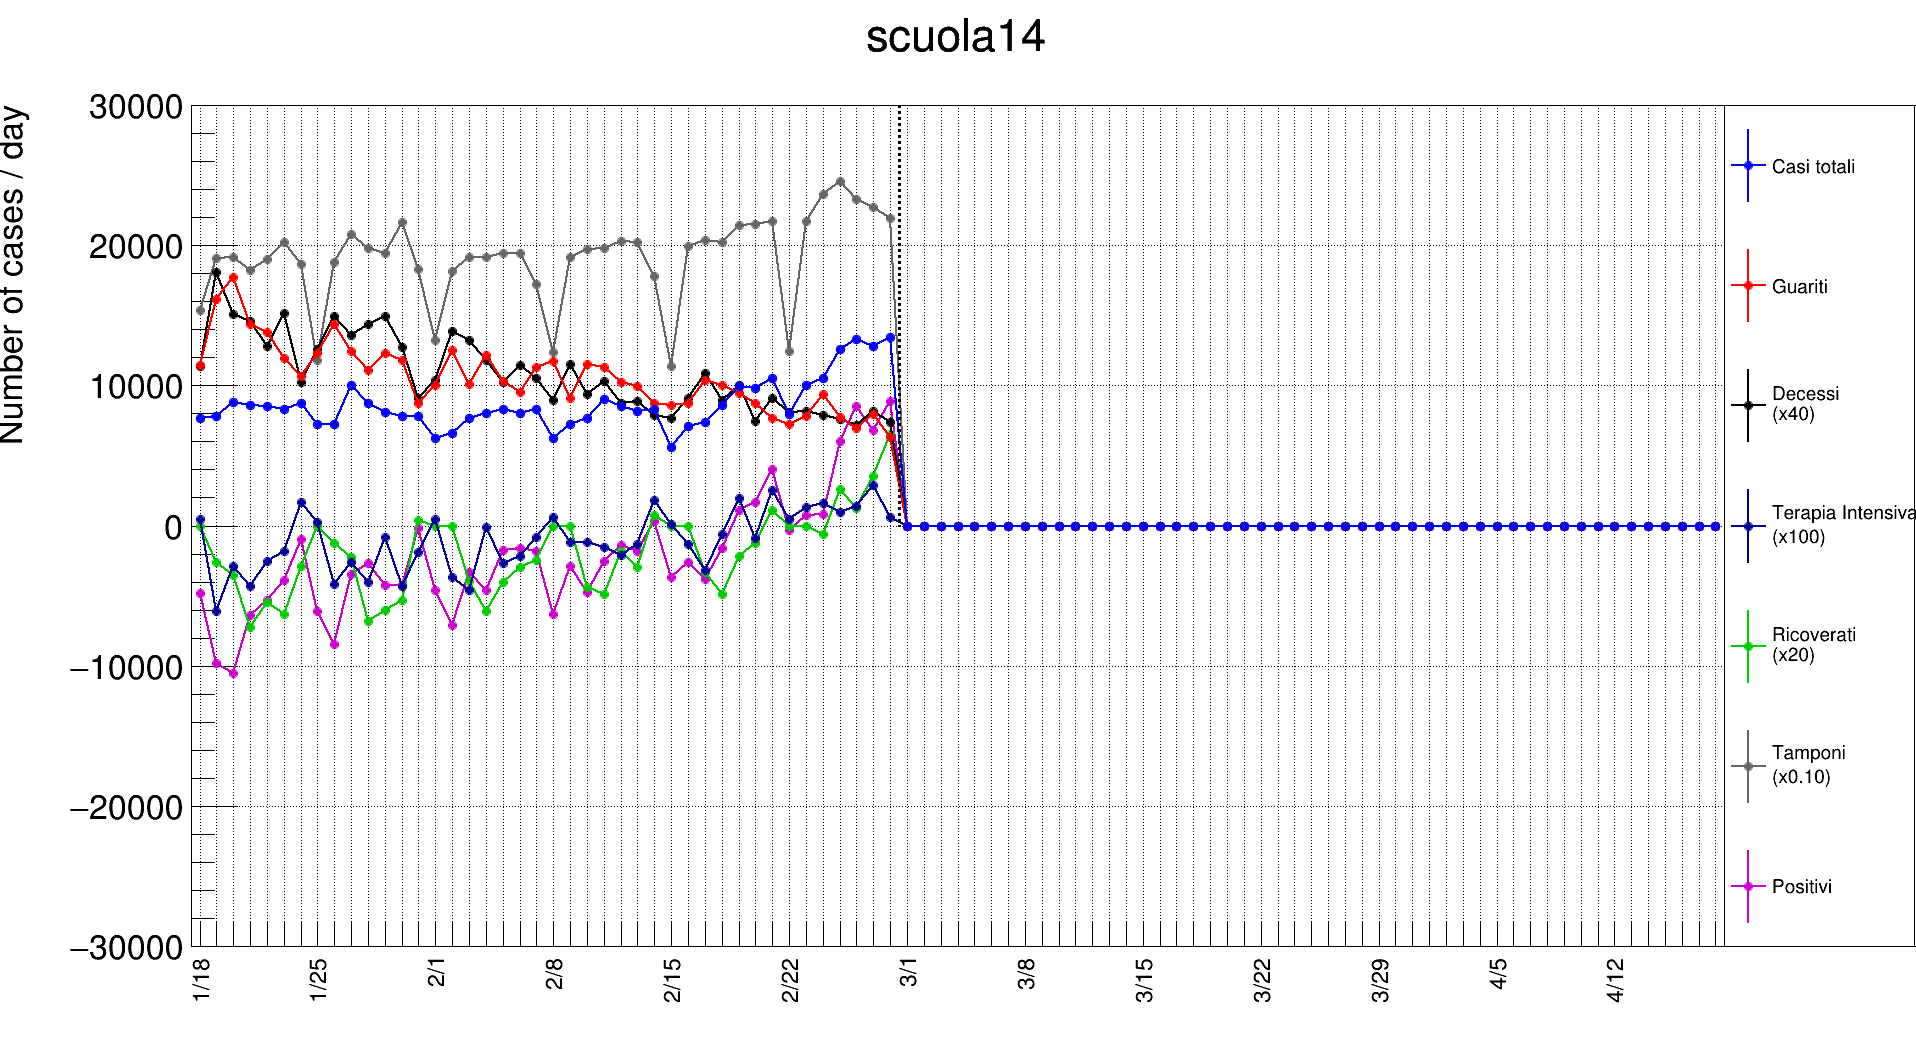 scuola14
Number of cases / day
30000
20000
10000
0
−10000
−20000
−30000
1/18
1/25
2/1
2/8
2/15
2/22
3/1
3/8
3/15
3/22
3/29
4/5
4/12
Casi totali
Guariti
Decessi
(x40)
Terapia Intensiva
(x100)
Ricoverati
(x20)
Tamponi
(x0.10)
Positivi